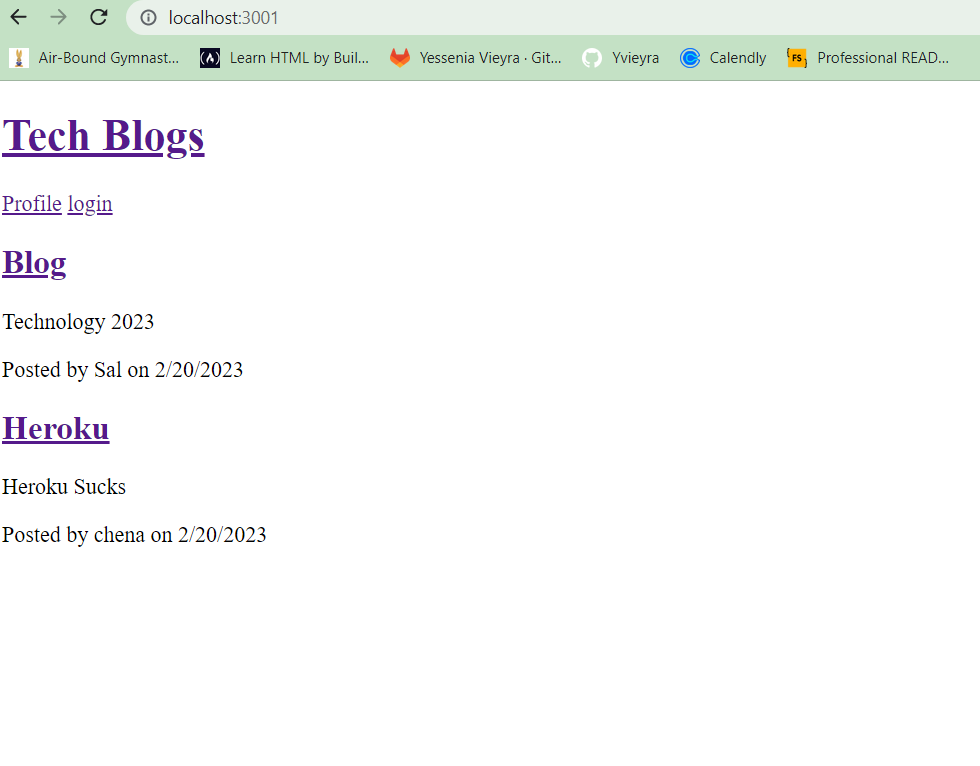 localhost:3001
Air-Bound Gymnast... Learn HTML by Buil... Yessenia Vieyra · Git... Yvieyra Calendly FS Professional READ...
Tech Blogs
Profile login
Blog
Technology 2023
Posted by Sal on 2/20/2023
Heroku
Heroku Sucks
Posted by chena on 2/20/2023